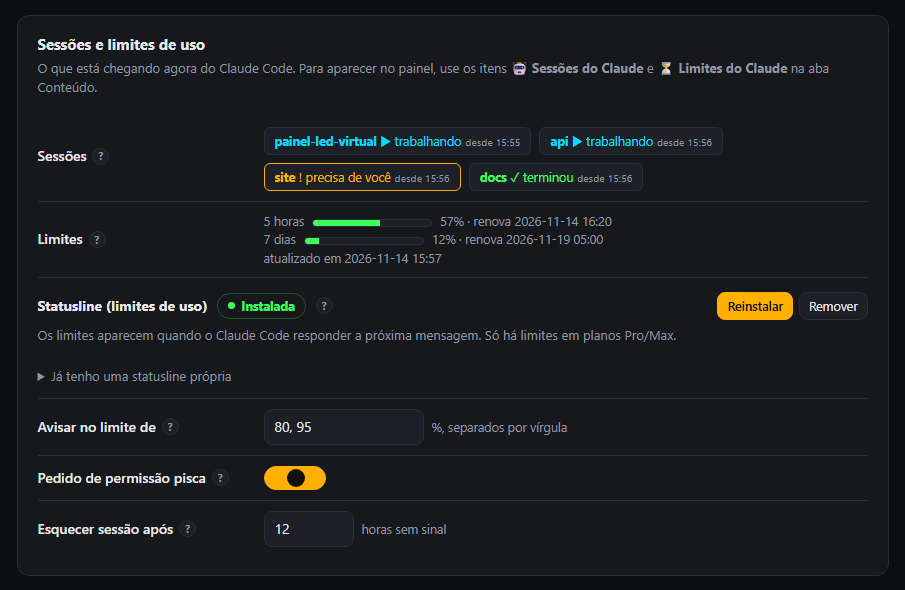 Sessões e limites de uso
O que está chegando agora do Claude Code. Para aparecer no painel, use os itens 🤖 Sessões do Claude e ⏳ Limites do Claude na aba
Conteúdo.
Sessões ?
painel-led-virtual ▶ trabalhando desde 15:55
api ▶ trabalhando desde 15:56
site ! precisa de você desde 15:56
docs ✓ terminou desde 15:56
Limites ?
5 horas 57% · renova 2026-11-14 16:20
7 dias 12% · renova 2026-11-19 05:00
atualizado em 2026-11-14 15:57
Statusline (limites de uso) ● Instalada ? Reinstalar Remover
Os limites aparecem quando o Claude Code responder a próxima mensagem. Só há limites em planos Pro/Max.
▶ Já tenho uma statusline própria
Avisar no limite de ? 80, 95 %, separados por vírgula
Pedido de permissão pisca ?
Esquecer sessão após ? 12 horas sem sinal